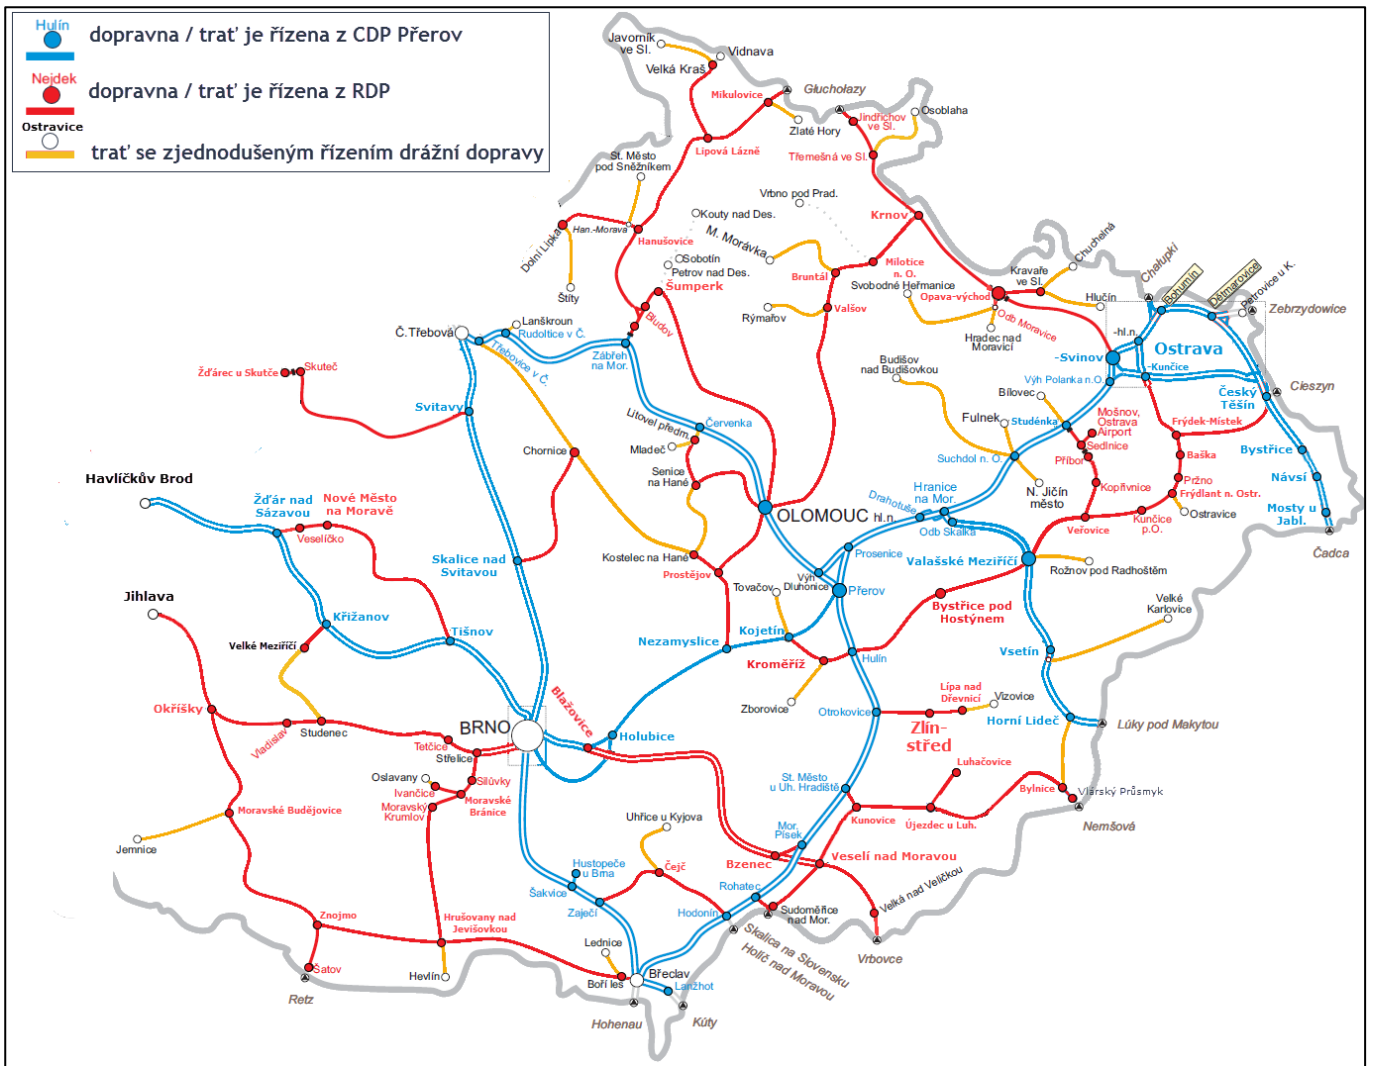 Hulín
dopravna / trať je řízena z CDP Přerov
Nejdek
dopravna / trať je řízena z RDP
Ostravice
trať se zjednodušeným řízením drážní dopravy
Javorník
ve Sl.
Vidnava
Velká Kraš
Mikulovice
Głuchołazy
Zlaté Hory
Jindřichov
ve Sl.
Osoblaha
Třemešná ve Sl.
Lipová Lázně
St. Město
pod Sněžníkem
Vrbno pod Prad.
Kouty nad Des.
Krnov
Dolní Lipka
Han.-Morava
Hanušovice
M. Morávka
Sobotín
Petrov nad Des.
Šumperk
Štíty
Bludov
Bruntál
Milotice
n. O.
Svobodné Heřmanice
Opava-východ
Kravaře
ve Sl.
Chuchelná
Hlučín
Chałupki
Bohumín
Dětmarovice
Petrovice u K.
Zebrzydowice
Rýmařov
Valšov
Odb Moravice
Hradec nad
Moravicí
Č.Třebová
Lanškroun
Rudoltice v Č.
Třebovice v Č.
Zábřeh
na Mor.
-hl.n.
Ostrava
-Svinov
-Kunčice
Výh Polanka n.O.
Budišov
nad Budišovkou
Bílovec
Cieszyn
Český
Těšín
Žďárec u Skutče
Skuteč
Svitavy
Litovel předm.
Červenka
Mladeč
Fulnek
Studénka
Mošnov,
Ostrava
Airport
Sedlnice
Příbor
Frýdek-Místek
Baška
Bystřice
Návsí
Chornice
Senice
na Hané
Suchdol n. O.
Kopřivnice
Pržno
Frýdlant n. Ostr.
Ostravice
Havlíčkův Brod
Žďár nad
Sázavou
Nové Město
na Moravě
Veselíčko
Hranice
na Mor.
Drahotuše
N. Jičín
město
Veřovice
Kunčice
p.O.
Mosty u
Jabl.
Čadca
OLOMOUC hl.n.
Odb Skalka
Prosenice
Skalice nad
Svitavou
Kostelec na Hané
Prostějov
Výh
Dluhonice
Přerov
Valašské Meziříčí
Rožnov pod Radhoštěm
Tovačov
Bystřice pod
Hostýnem
Velké
Karlovice
Jihlava
Křižanov
Tišnov
Velké Meziříčí
Nezamyslice
Kojetín
Kroměříž
Hulín
Vsetín
Okříšky
Vladislav
Studenec
Zborovice
Otrokovice
Lípa nad
Dřevnicí
Vizovice
Zlín-
střed
Horní Lideč
Lúky pod Makytou
BRNO
Blažovice
Holubice
Tetčice
Střelice
Oslavany
Ivančice
Silůvky
Moravský
Krumlov
Moravské
Bránice
Moravské Budějovice
Jemnice
St. Město
u Uh. Hradiště
Luhačovice
Kunovice
Újezdec u Luh.
Bylnice
Vlárský Průsmyk
Nemšová
Uhřice u Kyjova
Mor.
Písek
Bzenec
Veselí nad Moravou
Hustopeče
u Brna
Šakvice
Zaječí
Čejč
Rohatec
Hodonín
Sudoměřice
nad Mor.
Velká nad Veličkou
Vrbovce
Skalica na Slovensku
Holíč nad Moravou
Znojmo
Šatov
Retz
Hrušovany nad
Jevišovkou
Hevlín
Lednice
Boří les
Břeclav
Lanžhot
Hohenau
Kúty